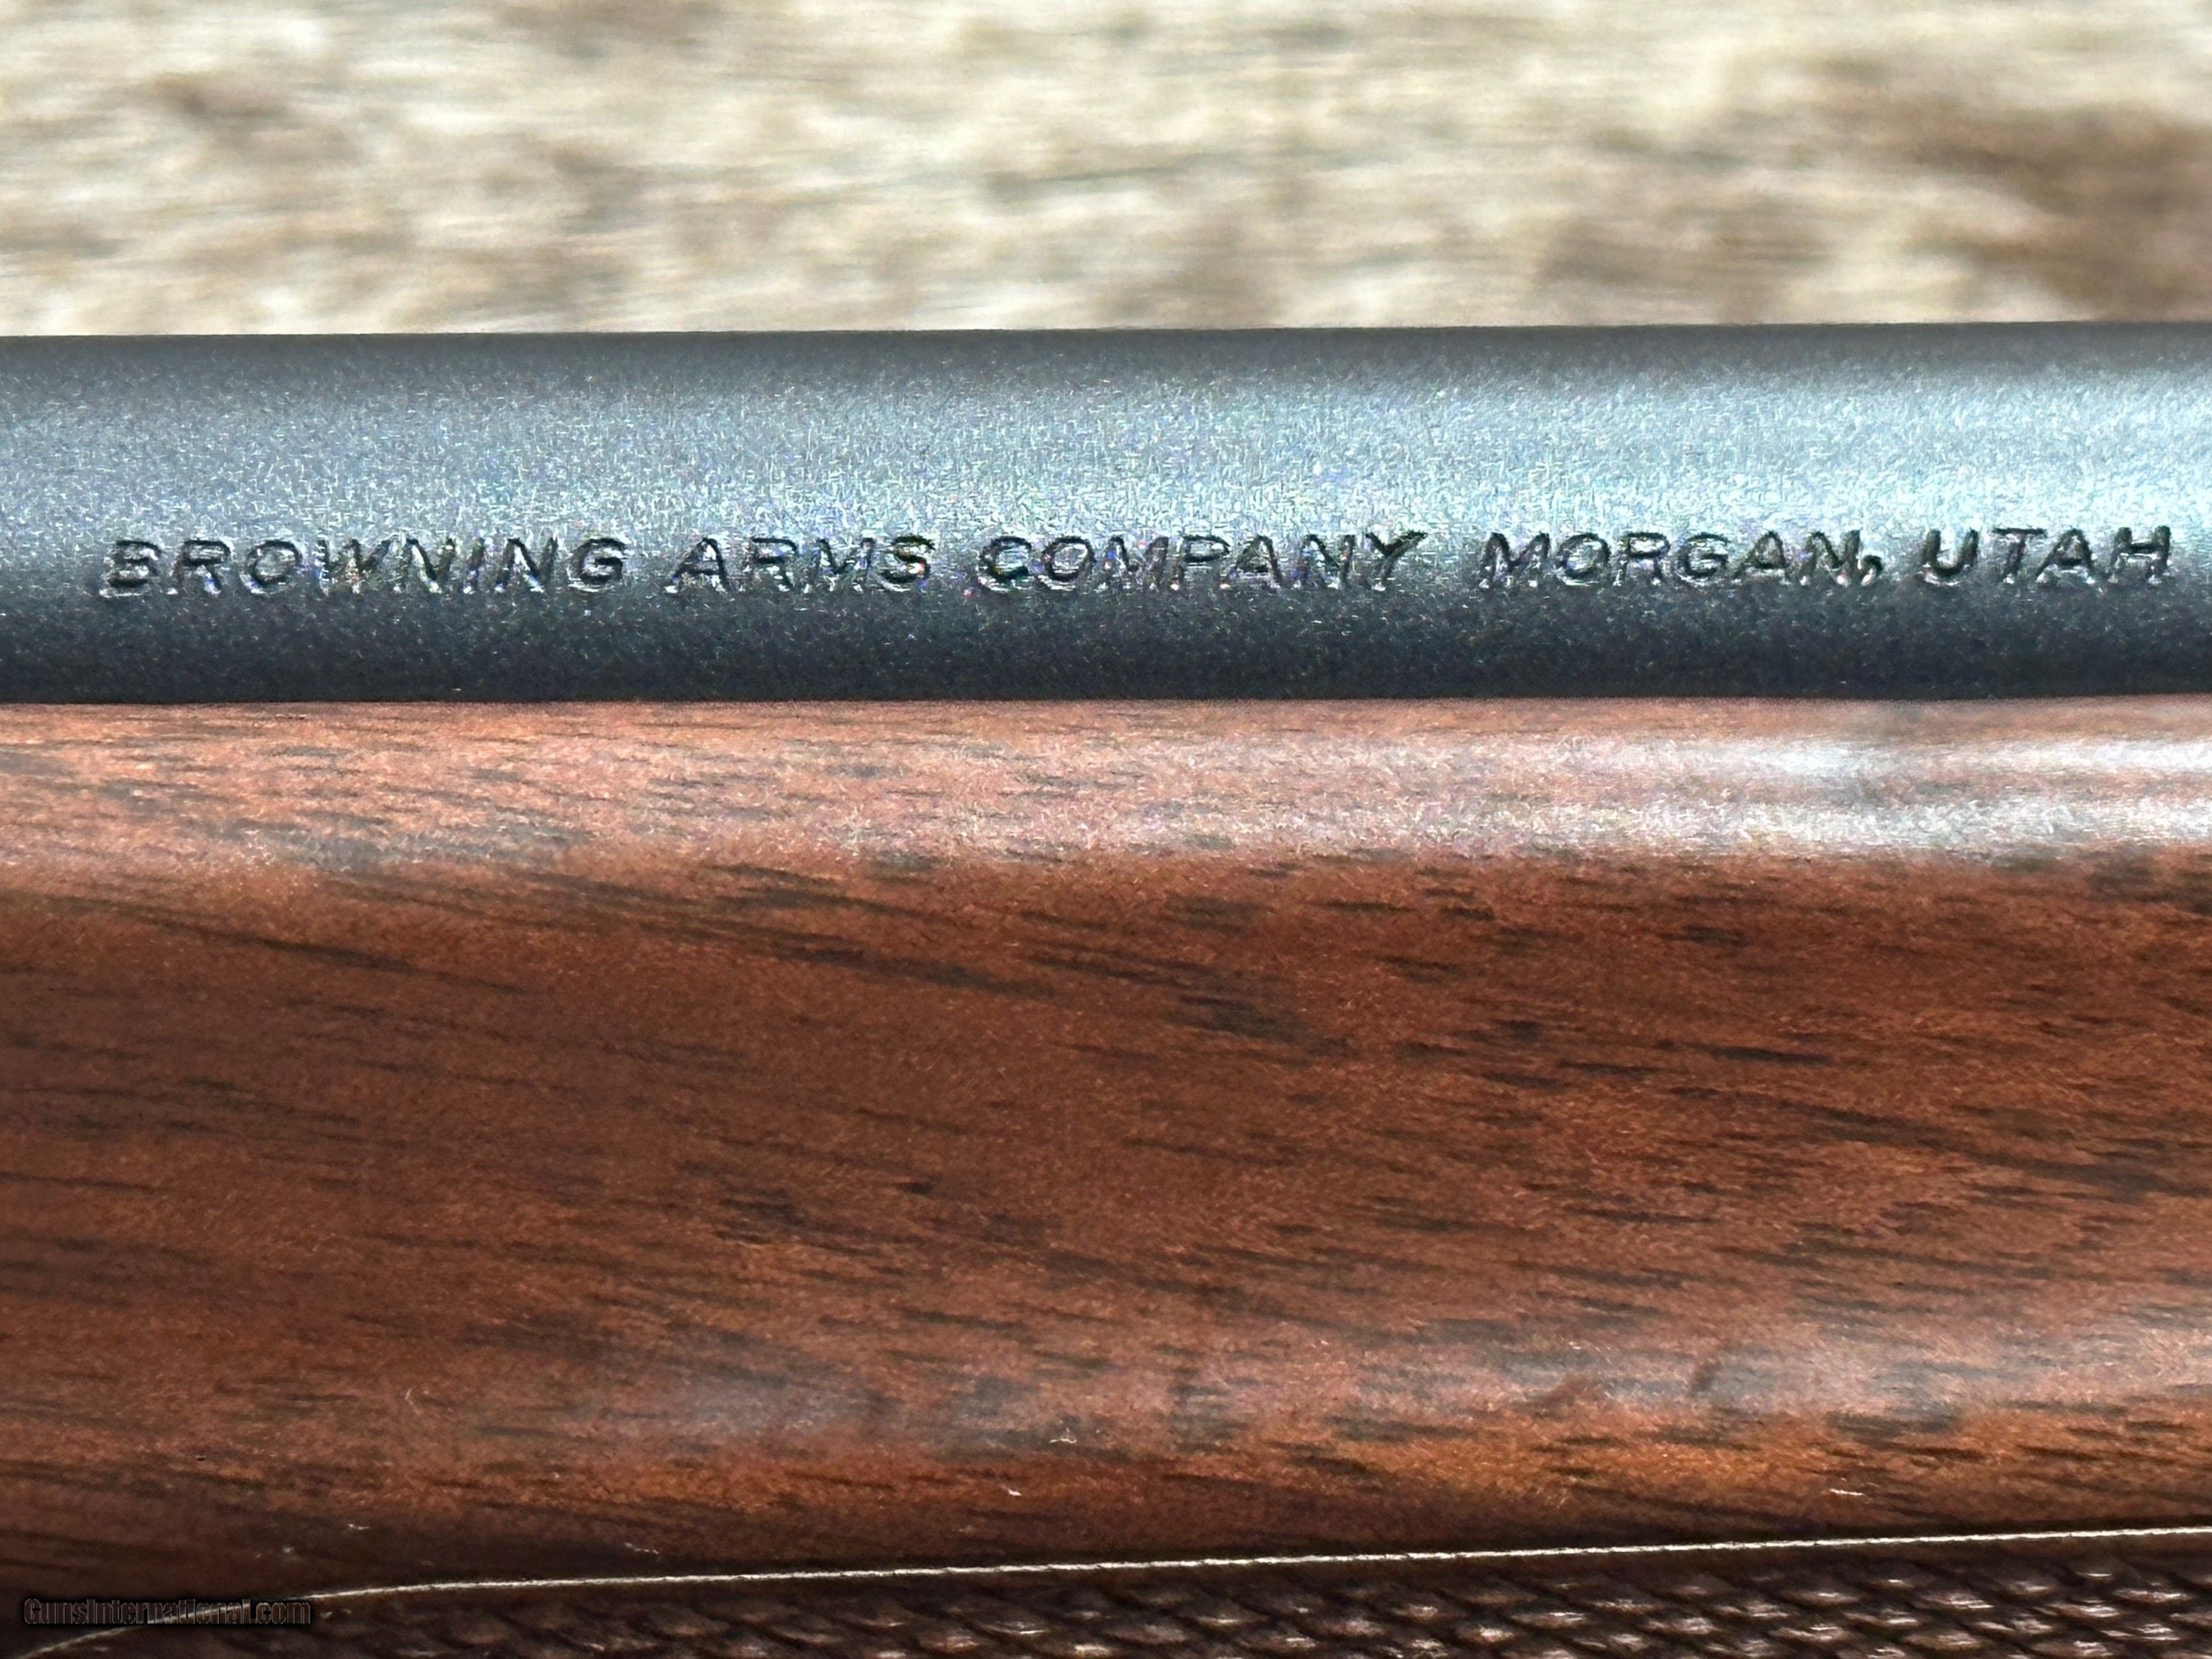 BROWNING ARMS COMPANY MORGAN, UTAH
GunsInternational.com